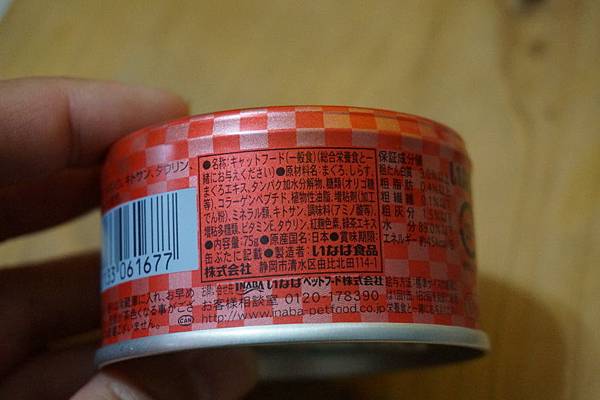 キトサン、タウリン、
●名称:キャットフード(一般食)(総合栄養食と一
緒にお与えください)●原材料名:まぐろ、しらす、
まぐろエキス、タンパク加水分解物、糖類(オリゴ糖
等)、コラーゲンペプチド、植物性油脂、増粘剤(加工
でん粉)、ミネラル類、キトサン、調味料(アミノ酸等)、
増粘多糖類、ビタミンE、タウリン、紅麹色素、緑茶エキス
●内容量:75g●原産国名:日本●賞味期限:
缶ぶたに記載●製造者:いなば食品
株式会社 静岡市清水区由比北田114-1
INABA いなばペットフード株式会社
お客様相談室 0120-178390
http://www.inaba-petfood.co.jp
保証成分値
粗たん白質
粗脂肪
粗繊維
粗灰分
水分
エネルギー
061677
に入れ、お早め